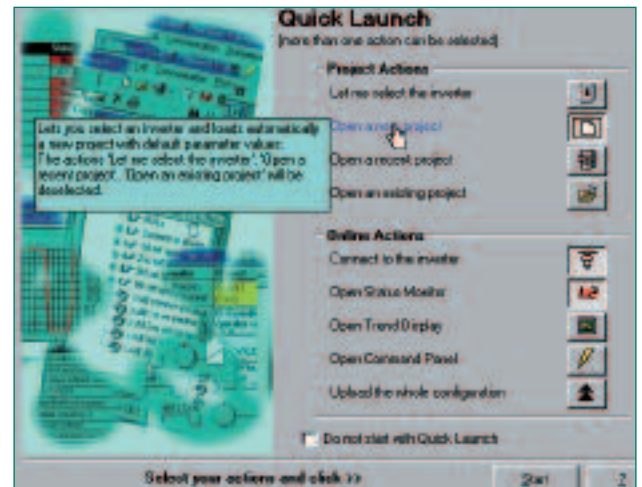 Quick Launch
(more than one action can be selected)
Project Actions
Let me select the inverter
Open a new project
Lets you select an Inverter and loads automatically
a new project with default parameter values:
The actions 'Let me select the inverter', 'Open a
recent project', 'Open an existing project' will be
deselected.
Open a recent project
Open an existing project
Online Actions
Connect to the inverter
Open Status Monitor
Open Trend Display
Open Command Panel
Upload the whole configuration
Do not start with Quick Launch
Select your actions and click >>
Start
?